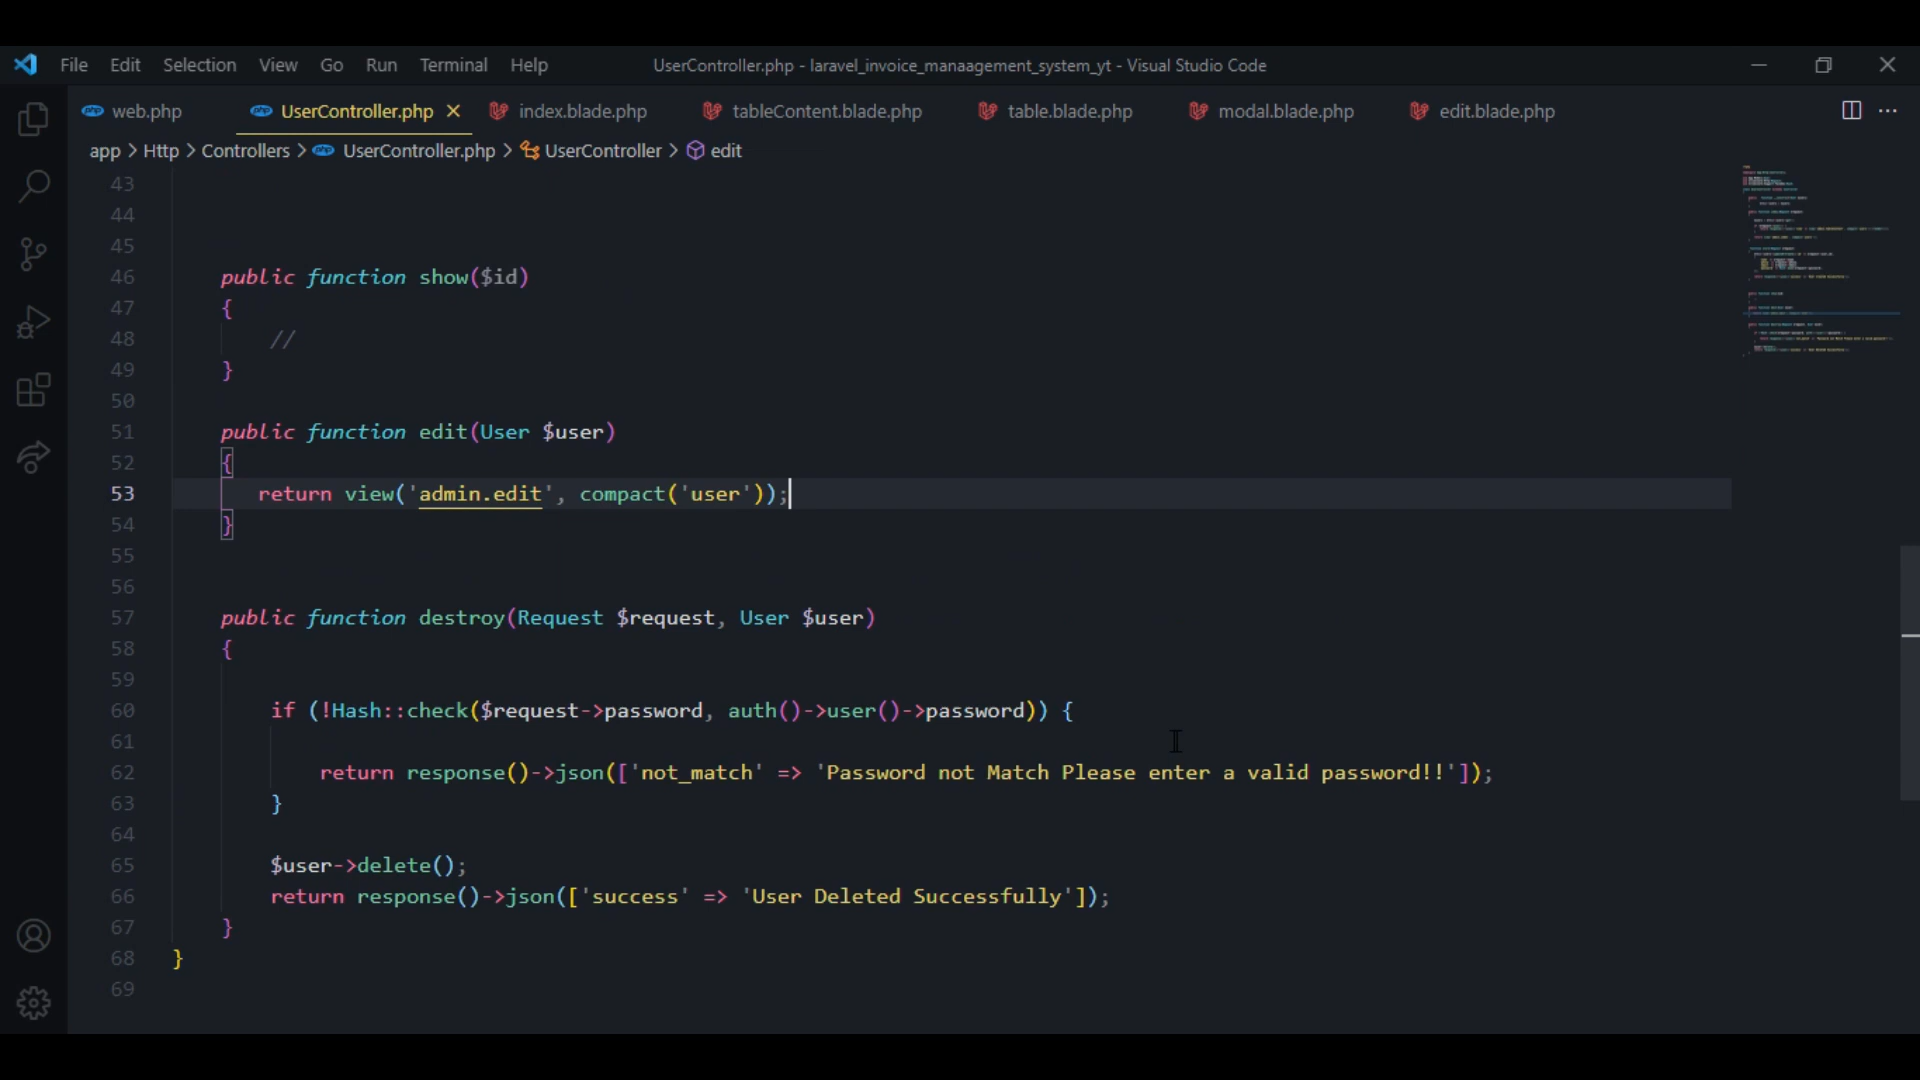 File Edit Selection View Go Run Terminal Help UserController.php - laravel_invoice_manaagement_system_yt - Visual Studio Code
web.php UserController.php index.blade.php tableContent.blade.php table.blade.php modal.blade.php edit.blade.php
app > Http > Controllers > UserController.php > UserController > edit
43
44
45
46 public function show($id)
47 {
48 //
49 }
50
51 public function edit(User $user)
52 {
53 return view('admin.edit', compact('user'));
54 }
55
56
57 public function destroy(Request $request, User $user)
58 {
59
60 if (!Hash::check($request->password, auth()->user()->password)) {
61
62 return response()->json(['not_match' => 'Password not Match Please enter a valid password!!']);
63 }
64
65 $user->delete();
66 return response()->json(['success' => 'User Deleted Successfully']);
67 }
68 }
69